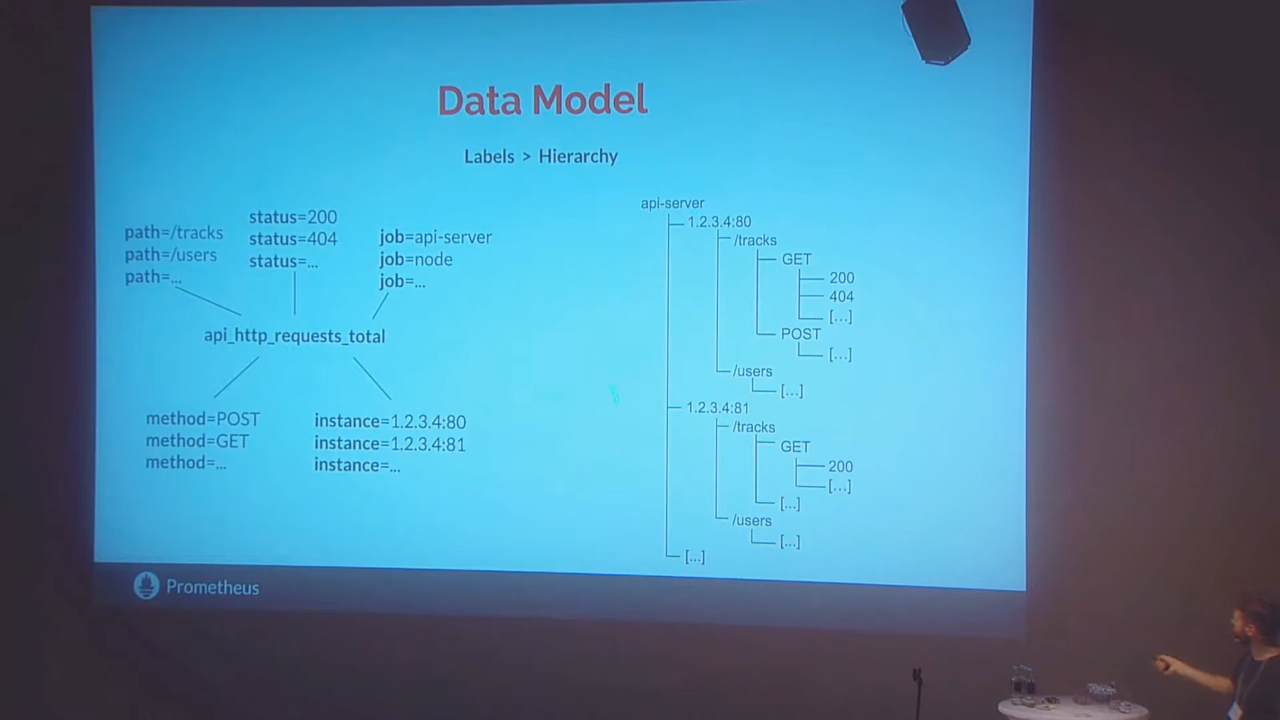 Data Model
Labels > Hierarchy
path=/tracks
path=/users
path=...
status=200
status=404
status=...
job=api-server
job=node
job=...
api_http_requests_total
method=POST
method=GET
method=...
instance=1.2.3.4:80
instance=1.2.3.4:81
instance=...
api-server
1.2.3.4:80
/tracks
GET
200
404
[...]
POST
[...]
/users
[...]
1.2.3.4:81
/tracks
GET
200
[...]
[...]
/users
[...]
[...]
Prometheus